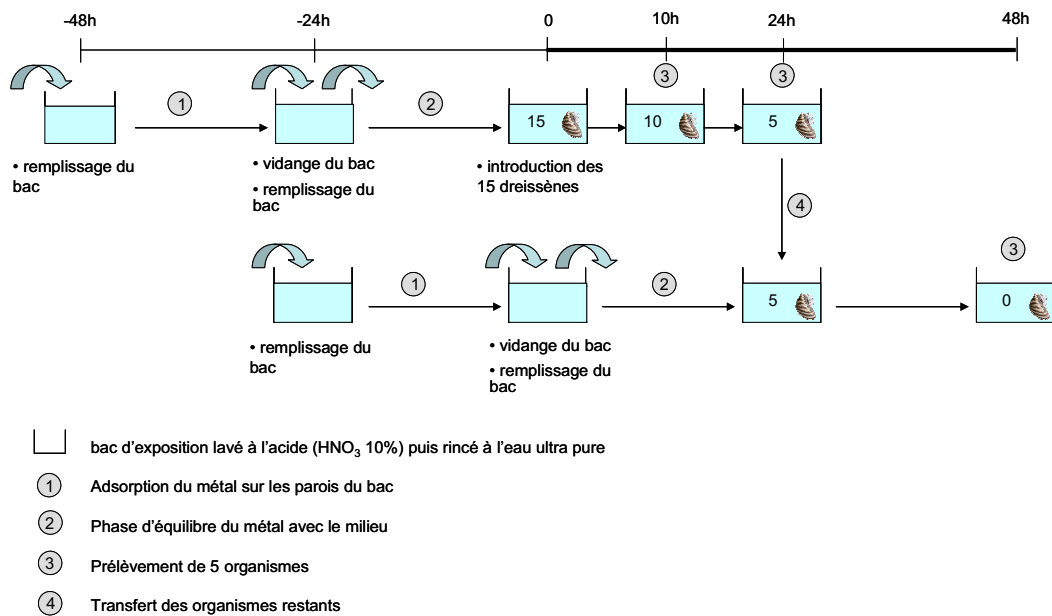 -48h
-24h
0
10h
24h
48h
3
3
1
2
15
10
5
• remplissage du
bac
• vidange du bac
• remplissage du
bac
• introduction des
15 dreissènes
4
1
2
3
5
0
• remplissage du
bac
• vidange du bac
• remplissage du
bac
bac d'exposition lavé à l'acide (HNO3 10%) puis rincé à l'eau ultra pure
1 Adsorption du métal sur les parois du bac
2 Phase d'équilibre du métal avec le milieu
3 Prélèvement de 5 organismes
4 Transfert des organismes restants